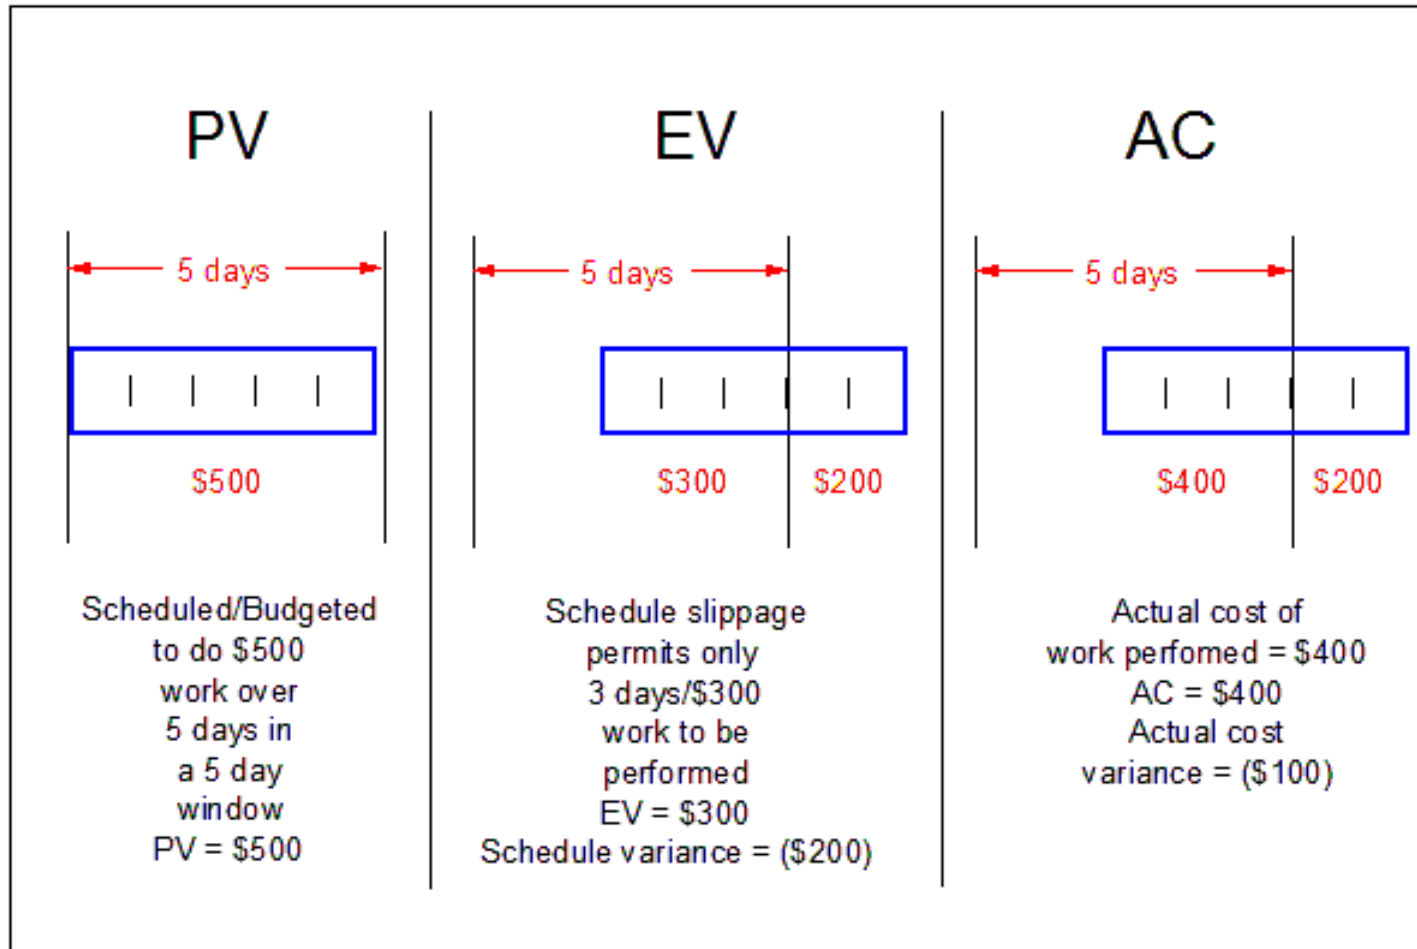 PV
5 days
$500
Scheduled/Budgeted
to do $500
work over
5 days in
a 5 day
window
PV = $500
EV
5 days
$300
$200
Schedule slippage
permits only
3 days/$300
work to be
performed
EV = $300
Schedule variance = ($200)
AC
5 days
$400
$200
Actual cost of
work perfomed = $400
AC = $400
Actual cost
variance = ($100)